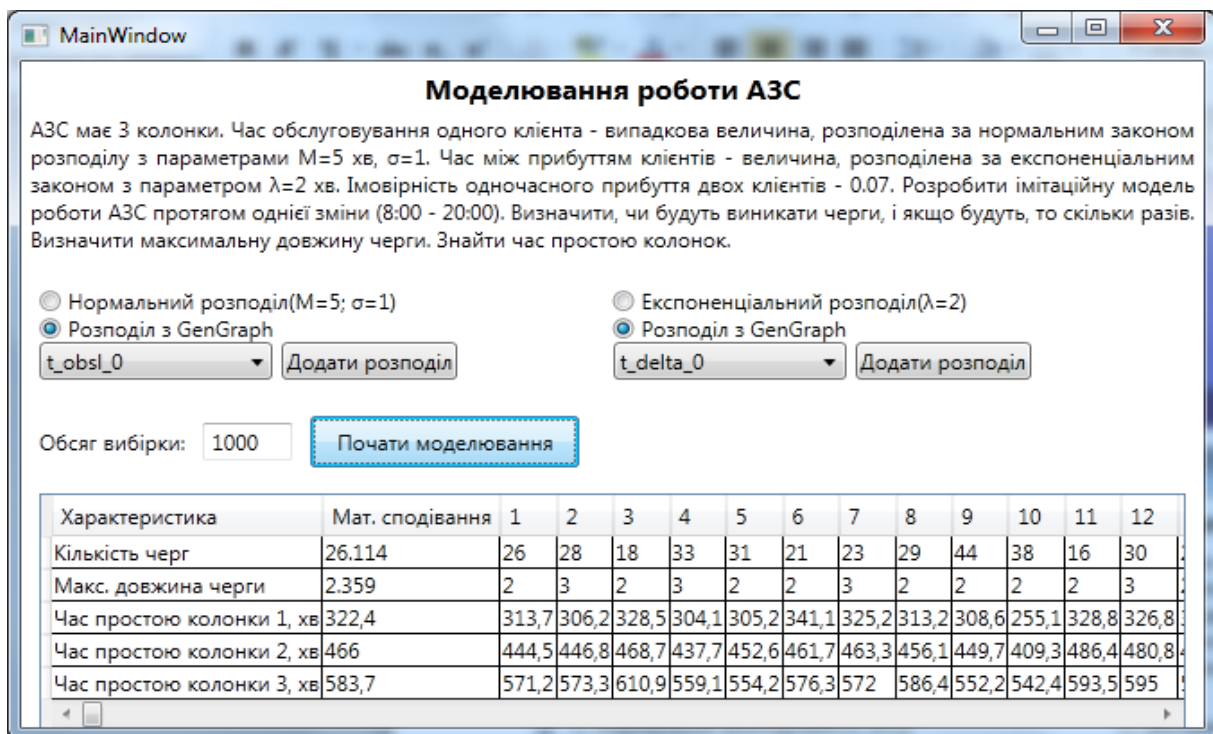 MainWindow
Моделювання роботи АЗС
АЗС має 3 колонки. Час обслуговування одного клієнта - випадкова величина, розподілена за нормальним законом
розподілу з параметрами М=5 хв, σ=1. Час між прибуттям клієнтів - величина, розподілена за експоненціальним
законом з параметром λ=2 хв. Імовірність одночасного прибуття двох клієнтів - 0.07. Розробити імітаційну модель
роботи АЗС протягом однієї зміни (8:00 - 20:00). Визначити, чи будуть виникати черги, і якщо будуть, то скільки разів.
Визначити максимальну довжину черги. Знайти час простою колонок.
Нормальний розподіл(М=5; σ=1) Експоненціальний розподіл(λ=2)
Розподіл з GenGraph Розподіл з GenGraph
t_obsl_0 Додати розподіл t_delta_0 Додати розподіл
Обсяг вибірки: 1000 Почати моделювання
Характеристика Мат. сподівання 1 2 3 4 5 6 7 8 9 10 11 12
Кількість черг 26.114 26 28 18 33 31 21 23 29 44 38 16 30
Макс. довжина черги 2.359 2 3 2 3 2 2 3 2 2 2 2 3
Час простою колонки 1, хв 322,4 313,7 306,2 328,5 304,1 305,2 341,1 325,2 313,2 308,6 255,1 328,8 326,8
Час простою колонки 2, хв 466 444,5 446,8 468,7 437,7 452,6 461,7 463,3 456,1 449,7 409,3 486,4 480,8
Час простою колонки 3, хв 583,7 571,2 573,3 610,9 559,1 554,2 576,3 572 586,4 552,2 542,4 593,5 595